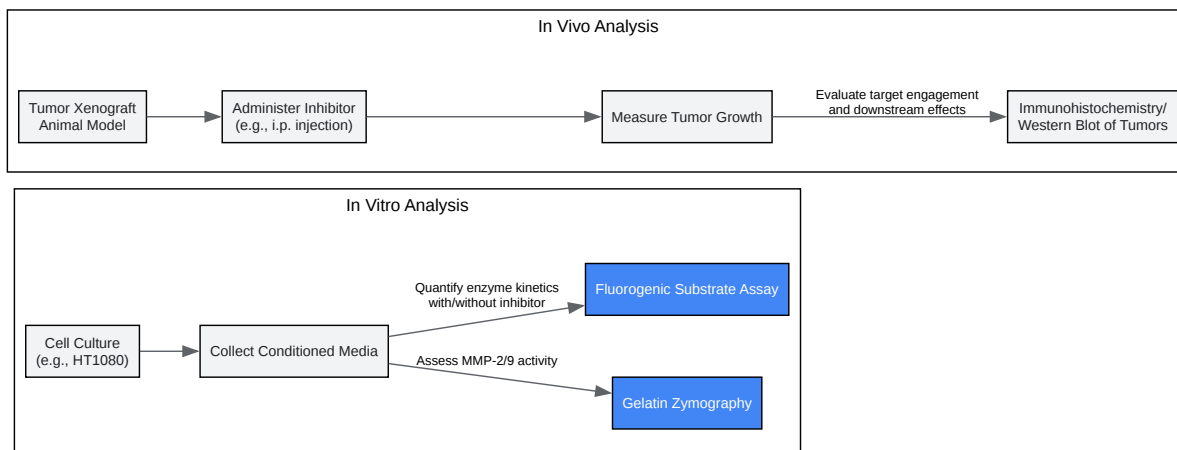 In Vivo Analysis
Tumor Xenograft
Animal Model
Administer Inhibitor
(e.g., i.p. injection)
Measure Tumor Growth
Evaluate target engagement
and downstream effects
Immunohistochemistry/
Western Blot of Tumors
In Vitro Analysis
Cell Culture
(e.g., HT1080)
Collect Conditioned Media
Quantify enzyme kinetics
with/without inhibitor
Fluorogenic Substrate Assay
Assess MMP-2/9 activity
Gelatin Zymography